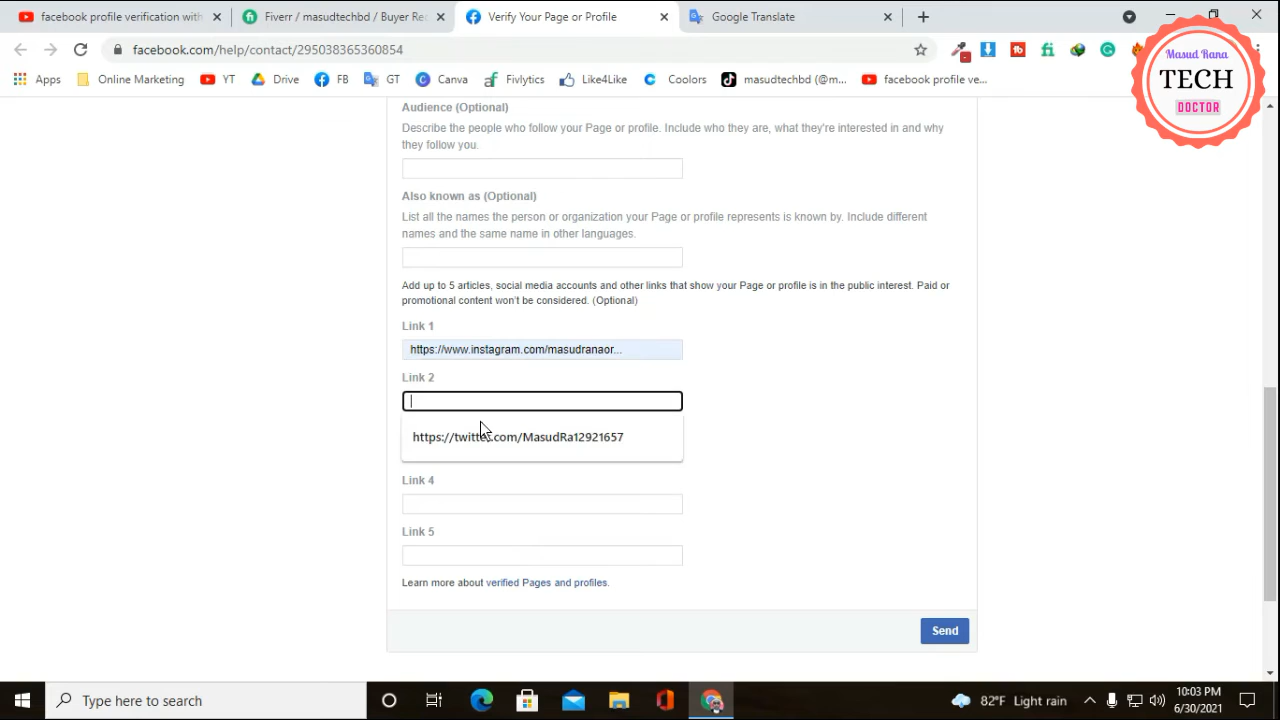 facebook profile verification with
Fiverr / masudtechbd / Buyer Rec
Verify Your Page or Profile
Google Translate
facebook.com/help/contact/295038365360854
Apps
Online Marketing
YT
Drive
FB
GT
Canva
Fivlytics
Like4Like
Coolors
masudtechbd (@m...
facebook profile ve...
Masud Rana
TECH
DOCTOR
Audience (Optional)
Describe the people who follow your Page or profile. Include who they are, what they're interested in and why
they follow you.
Also known as (Optional)
List all the names the person or organization your Page or profile represents is known by. Include different
names and the same name in other languages.
Add up to 5 articles, social media accounts and other links that show your Page or profile is in the public interest. Paid or
promotional content won't be considered. (Optional)
Link 1
https://www.instagram.com/masudranaor...
Link 2
https://twitter.com/MasudRa12921657
Link 4
Link 5
Learn more about verified Pages and profiles.
Send
Type here to search
82°F Light rain
10:03 PM
6/30/2021